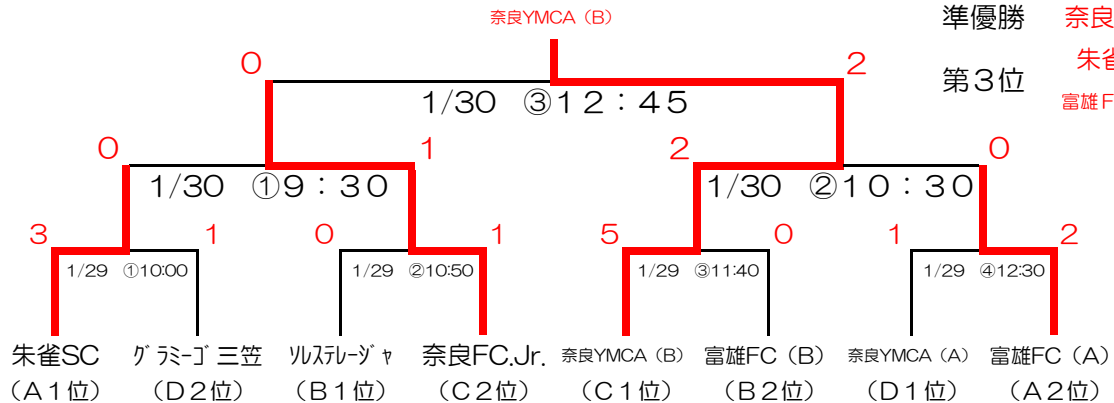 奈良YMCA（B）
準優勝 奈良
朱雀
第３位
富雄F
0 2
1/30 ③12：45
0 1 2 0
1/30 ①9：30 1/30 ②10：30
3 1 0 1 5 0 1 2
1/29 ①10:00 1/29 ②10:50 1/29 ③11:40 1/29 ④12:30
朱雀SC ｸﾞﾗﾐｰｺﾞ三笠 ｿﾚｽﾃﾚｰｼﾞｬ 奈良FC.Jr. 奈良YMCA（B） 富雄FC（B） 奈良YMCA（A） 富雄FC（A）
（A１位） （D２位） （B１位） （C２位） （C１位） （B２位） （D１位） （A２位）